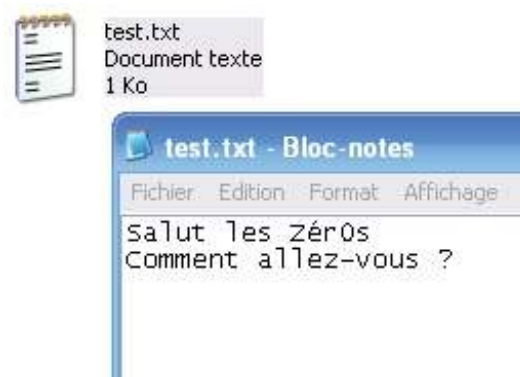 test.txt
Document texte
1 Ko
test.txt - Bloc-notes
Fichier Edition Format Affichage
Salut les Zér0s
Comment allez-vous ?